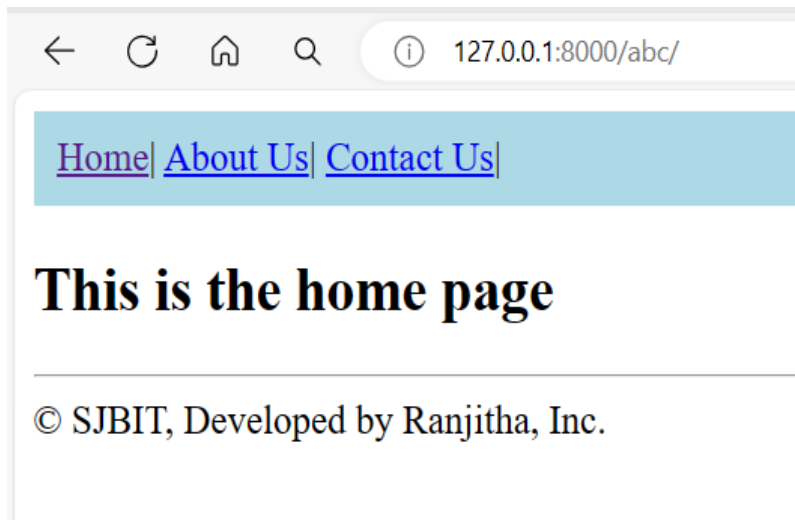 127.0.0.1:8000/abc/
Home| About Us| Contact Us|
This is the home page
© SJBIT, Developed by Ranjitha, Inc.